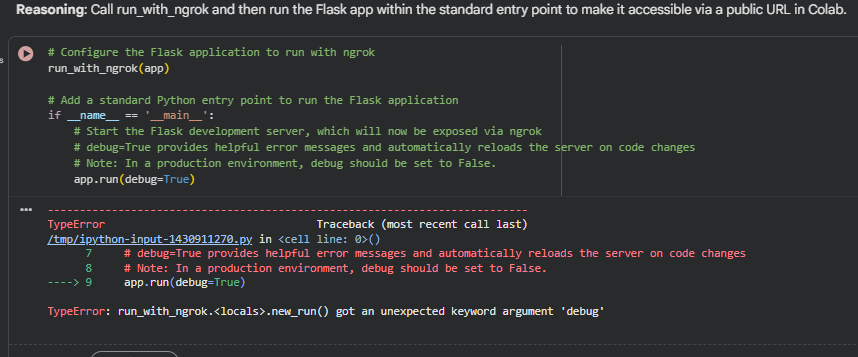 Reasoning: Call run_with_ngrok and then run the Flask app within the standard entry point to make it accessible via a public URL in Colab.
# Configure the Flask application to run with ngrok
run_with_ngrok(app)
# Add a standard Python entry point to run the Flask application
if __name__ == '__main__':
# Start the Flask development server, which will now be exposed via ngrok
# debug=True provides helpful error messages and automatically reloads the server on code changes
# Note: In a production environment, debug should be set to False.
app.run(debug=True)
---------------------------------------------------------------------------
TypeError Traceback (most recent call last)
/tmp/ipython-input-1430911270.py in <cell line: 0>()
7 # debug=True provides helpful error messages and automatically reloads the server on code changes
8 # Note: In a production environment, debug should be set to False.
----> 9 app.run(debug=True)
TypeError: run_with_ngrok.<locals>.new_run() got an unexpected keyword argument 'debug'